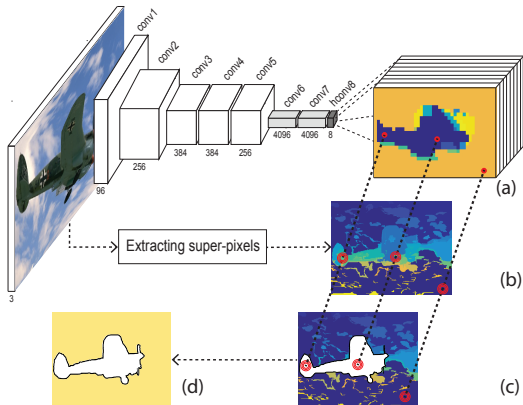 conv1
conv2
conv3
conv4
conv5
conv6
conv7
hconv8
3
96
256
384
384
256
4096
4096
8
(a)
Extracting super-pixels
(b)
(c)
(d)